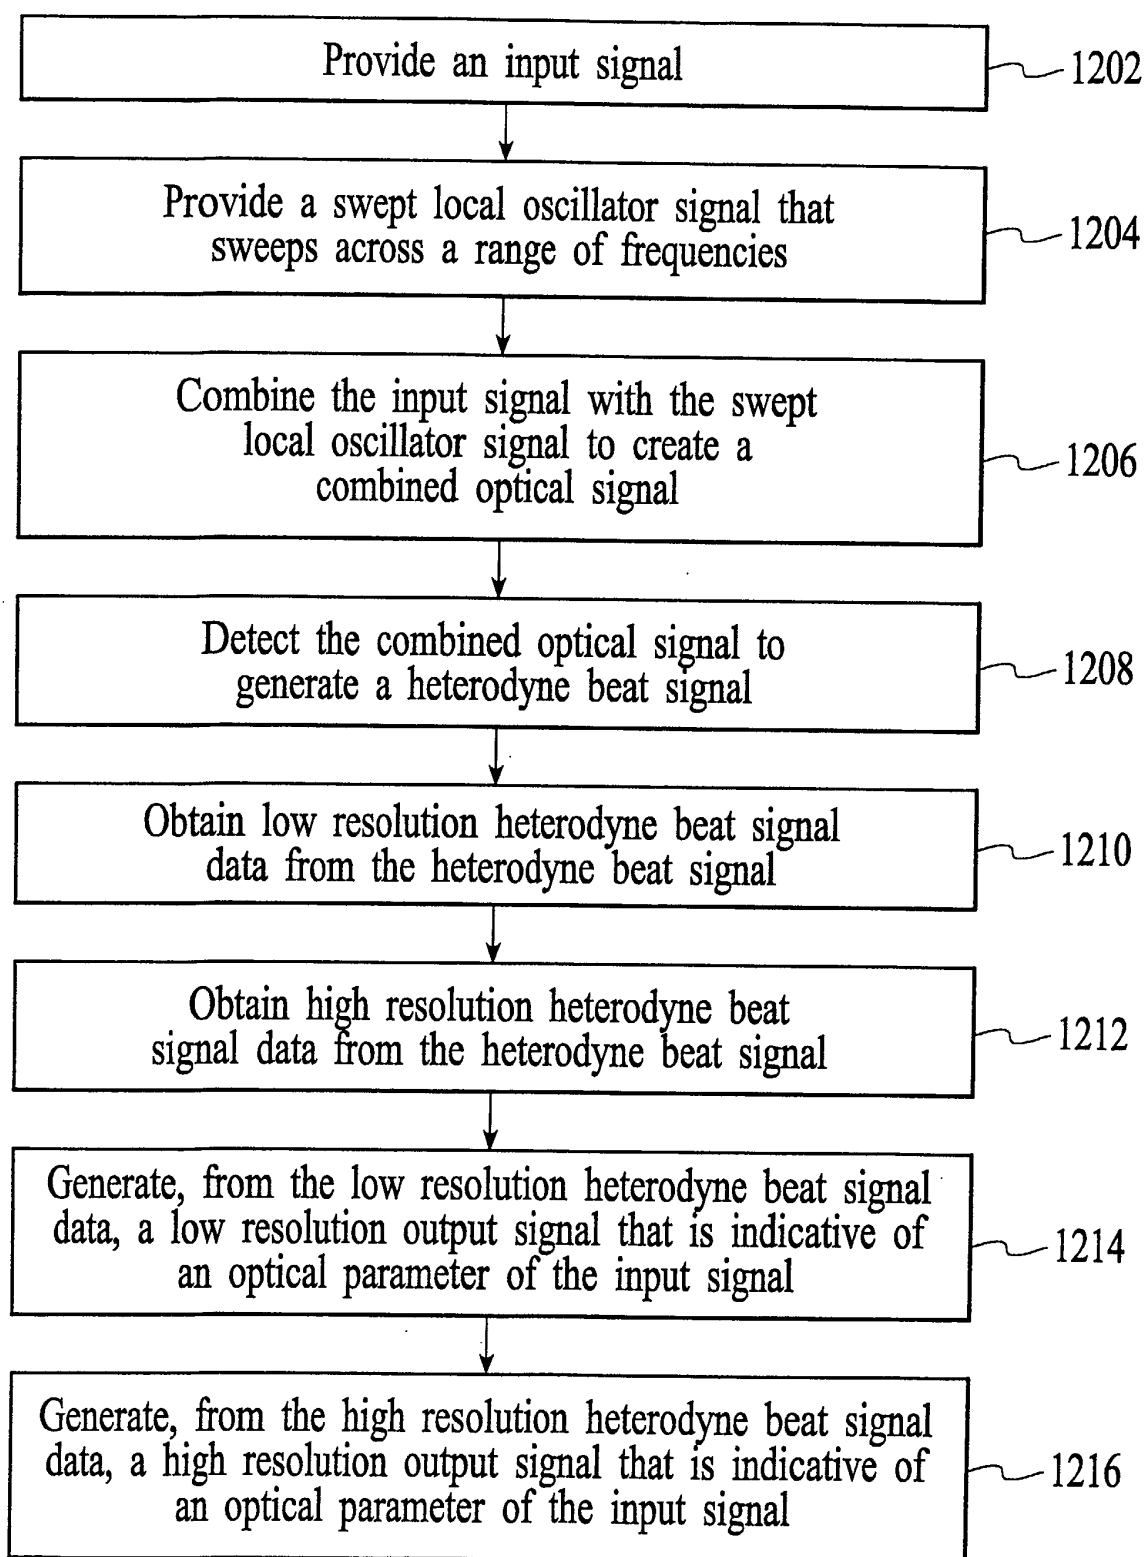 Provide an input signal
1202
Provide a swept local oscillator signal that
sweeps across a range of frequencies
1204
Combine the input signal with the swept
local oscillator signal to create a
combined optical signal
1206
Detect the combined optical signal to
generate a heterodyne beat signal
1208
Obtain low resolution heterodyne beat signal
data from the heterodyne beat signal
1210
Obtain high resolution heterodyne beat
signal data from the heterodyne beat signal
1212
Generate, from the low resolution heterodyne beat signal
data, a low resolution output signal that is indicative of
an optical parameter of the input signal
1214
Generate, from the high resolution heterodyne beat signal
data, a high resolution output signal that is indicative of
an optical parameter of the input signal
1216